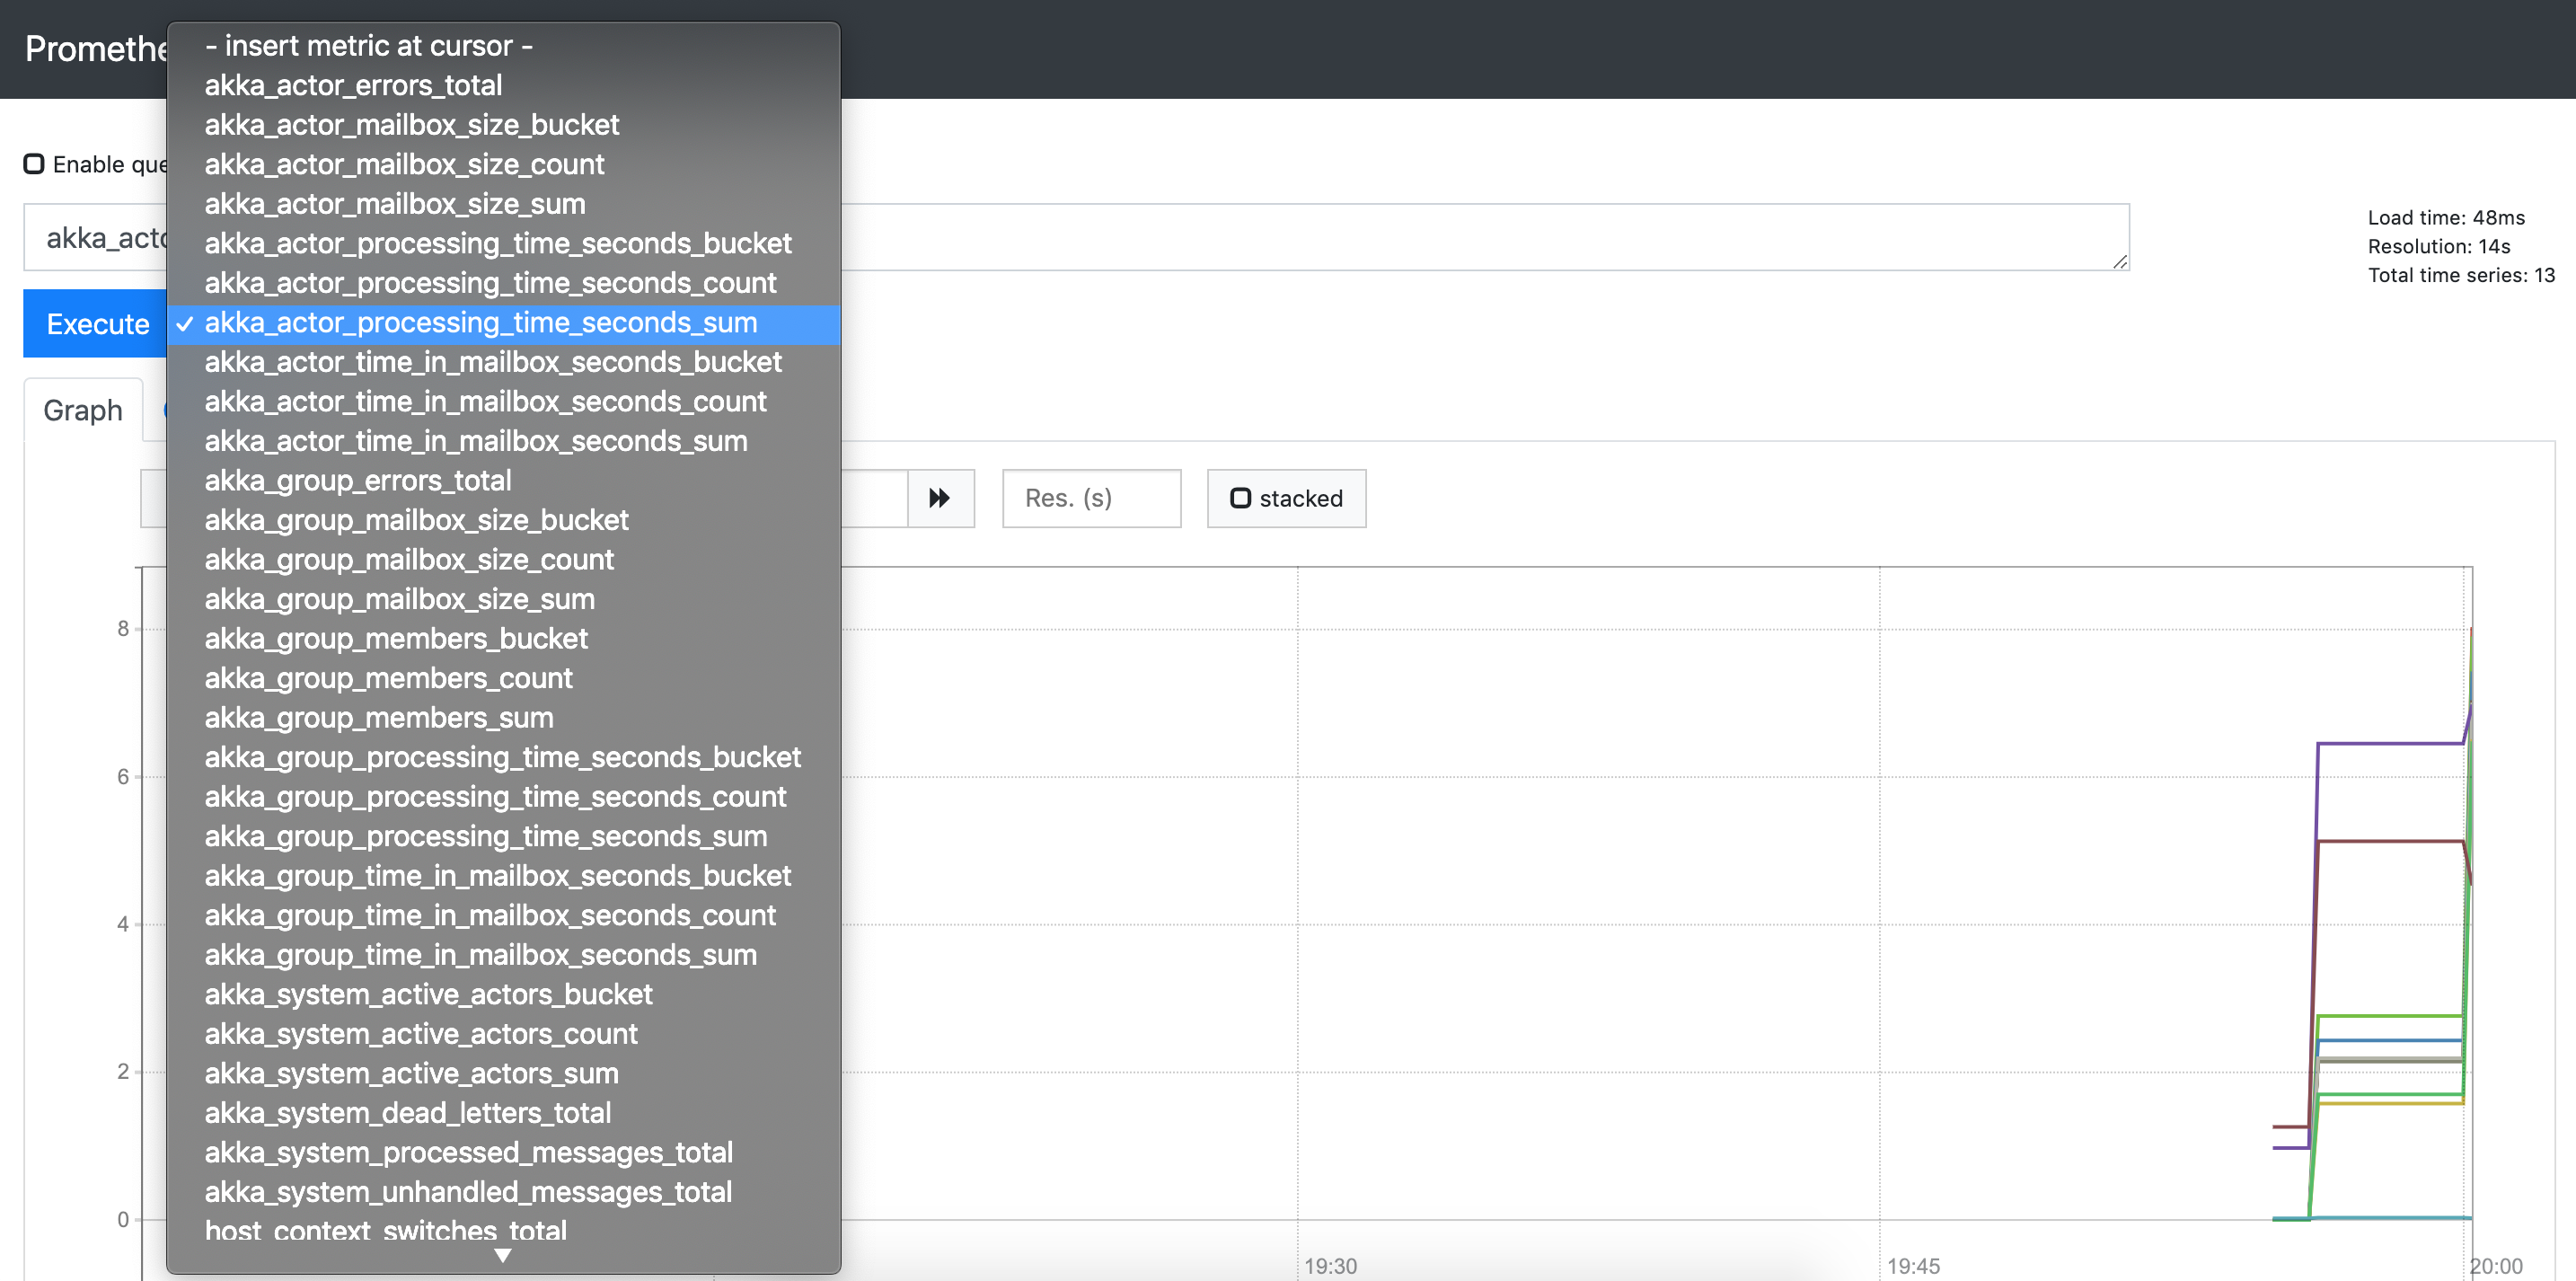 - insert metric at cursor -
akka_actor_errors_total
akka_actor_mailbox_size_bucket
akka_actor_mailbox_size_count
akka_actor_mailbox_size_sum
akka_actor_processing_time_seconds_bucket
akka_actor_processing_time_seconds_count
✓ akka_actor_processing_time_seconds_sum
akka_actor_time_in_mailbox_seconds_bucket
akka_actor_time_in_mailbox_seconds_count
akka_actor_time_in_mailbox_seconds_sum
akka_group_errors_total
akka_group_mailbox_size_bucket
akka_group_mailbox_size_count
akka_group_mailbox_size_sum
akka_group_members_bucket
akka_group_members_count
akka_group_members_sum
akka_group_processing_time_seconds_bucket
akka_group_processing_time_seconds_count
akka_group_processing_time_seconds_sum
akka_group_time_in_mailbox_seconds_bucket
akka_group_time_in_mailbox_seconds_count
akka_group_time_in_mailbox_seconds_sum
akka_system_active_actors_bucket
akka_system_active_actors_count
akka_system_active_actors_sum
akka_system_dead_letters_total
akka_system_processed_messages_total
akka_system_unhandled_messages_total
host_context_switches_total
Enable
Execute
Graph
Load time: 48ms
Resolution: 14s
Total time series: 13
Res. (s)
stacked
8
6
4
2
0
19:30
19:45
20:00